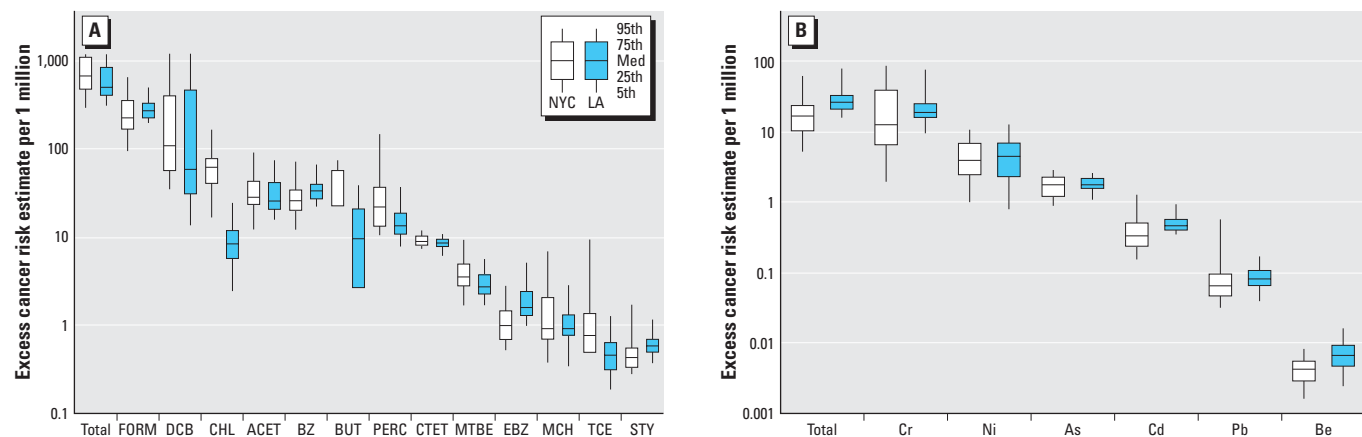 A
Excess cancer risk estimate per 1 million
1,000
100
10
1
0.1
95th
75th
Med
25th
5th
NYC LA
Total FORM DCB CHL ACET BZ BUT PERC CTET MTBE EBZ MCH TCE STY
B
Excess cancer risk estimate per 1 million
100
10
1
0.1
0.01
0.001
Total Cr Ni As Cd Pb Be